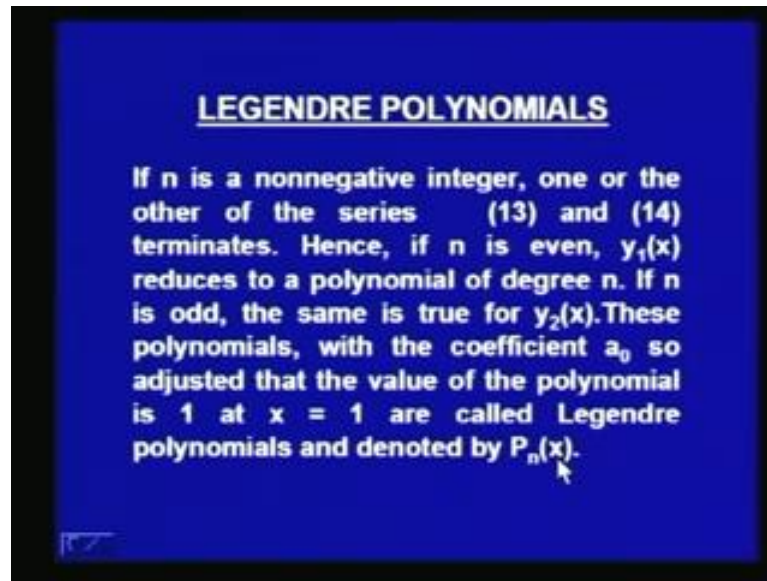 LEGENDRE POLYNOMIALS
If n is a nonnegative integer, one or the
other of the series (13) and (14)
terminates. Hence, if n is even, y₁(x)
reduces to a polynomial of degree n. If n
is odd, the same is true for y₂(x).These
polynomials, with the coefficient a₀ so
adjusted that the value of the polynomial
is 1 at x = 1 are called Legendre
polynomials and denoted by Pₙ(x).